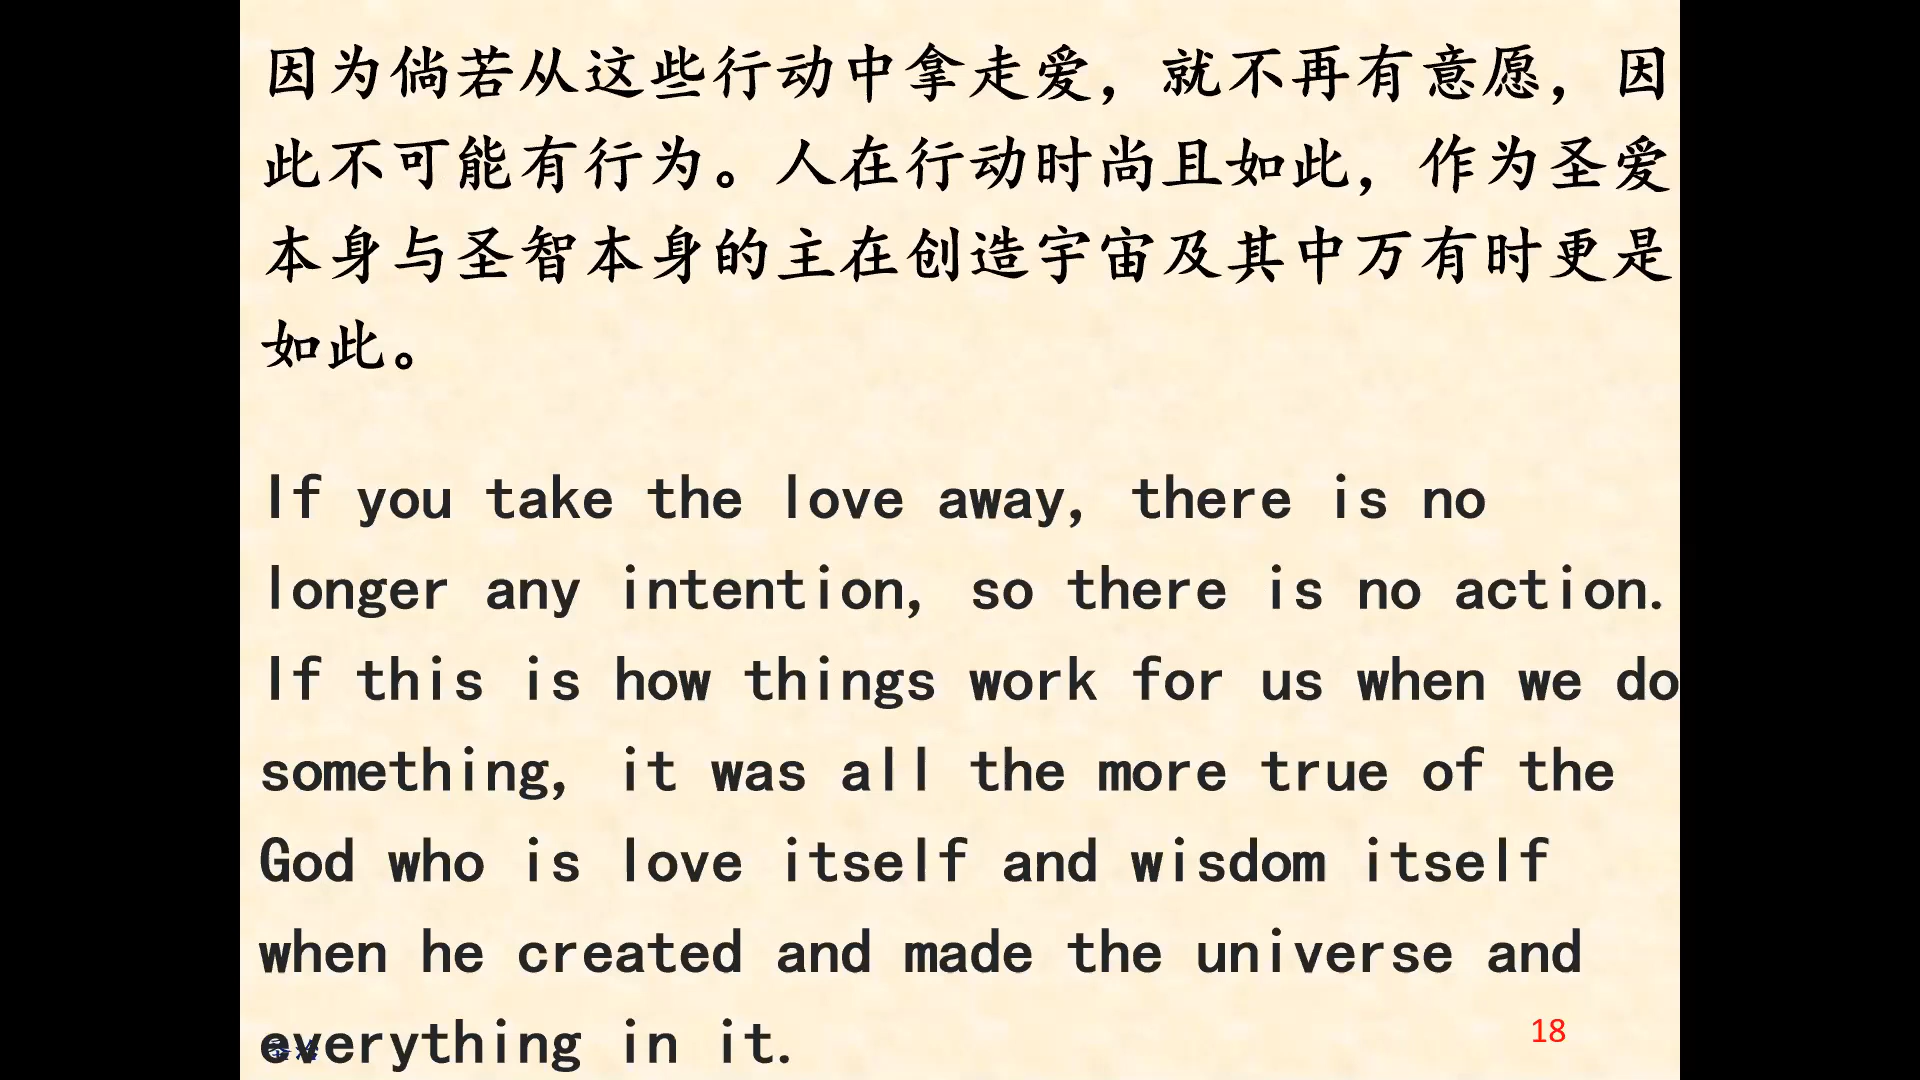 因为倘若从这些行动中拿走爱，就不再有意愿，因
此不可能有行为。人在行动时尚且如此，作为圣爱
本身与圣智本身的主在创造宇宙及其中万有时更是
如此。
If you take the love away, there is no
longer any intention, so there is no action.
If this is how things work for us when we do
something, it was all the more true of the
God who is love itself and wisdom itself
when he created and made the universe and
everything in it.
18